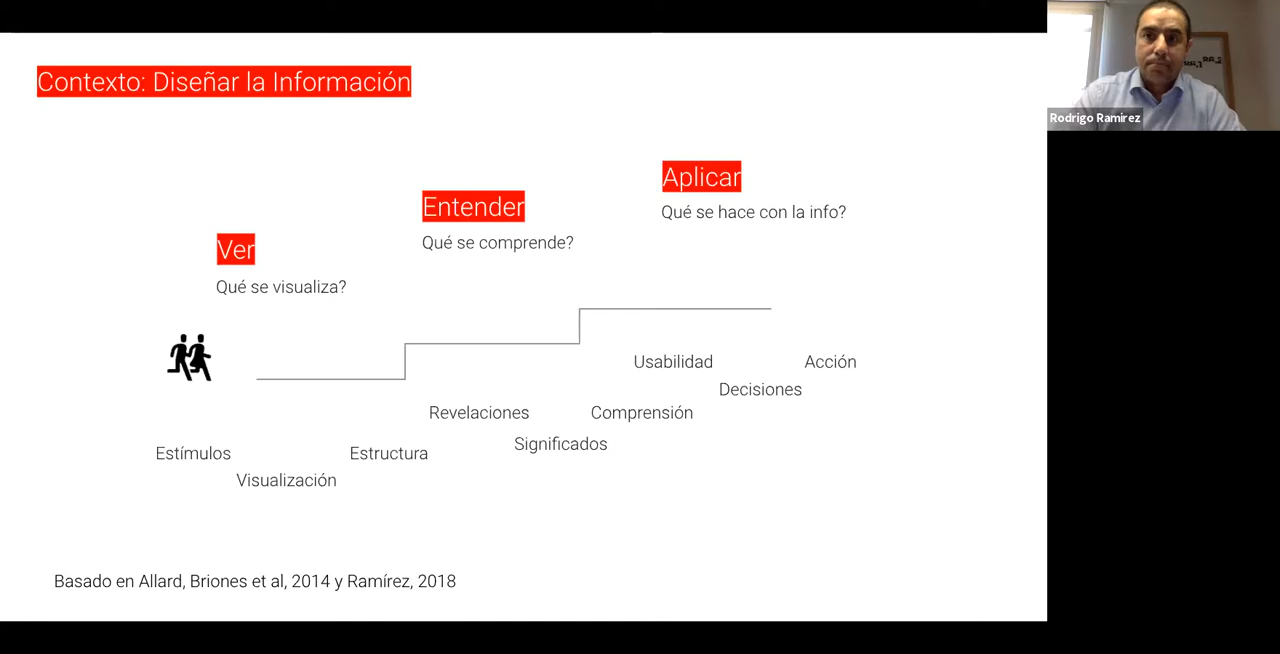 Contexto: Diseñar la Información
Rodrigo Ramirez
Aplicar
Qué se hace con la info?
Entender
Qué se comprende?
Ver
Qué se visualiza?
Usabilidad
Acción
Decisiones
Revelaciones
Comprensión
Significados
Estímulos
Estructura
Visualización
Basado en Allard, Briones et al, 2014 y Ramírez, 2018